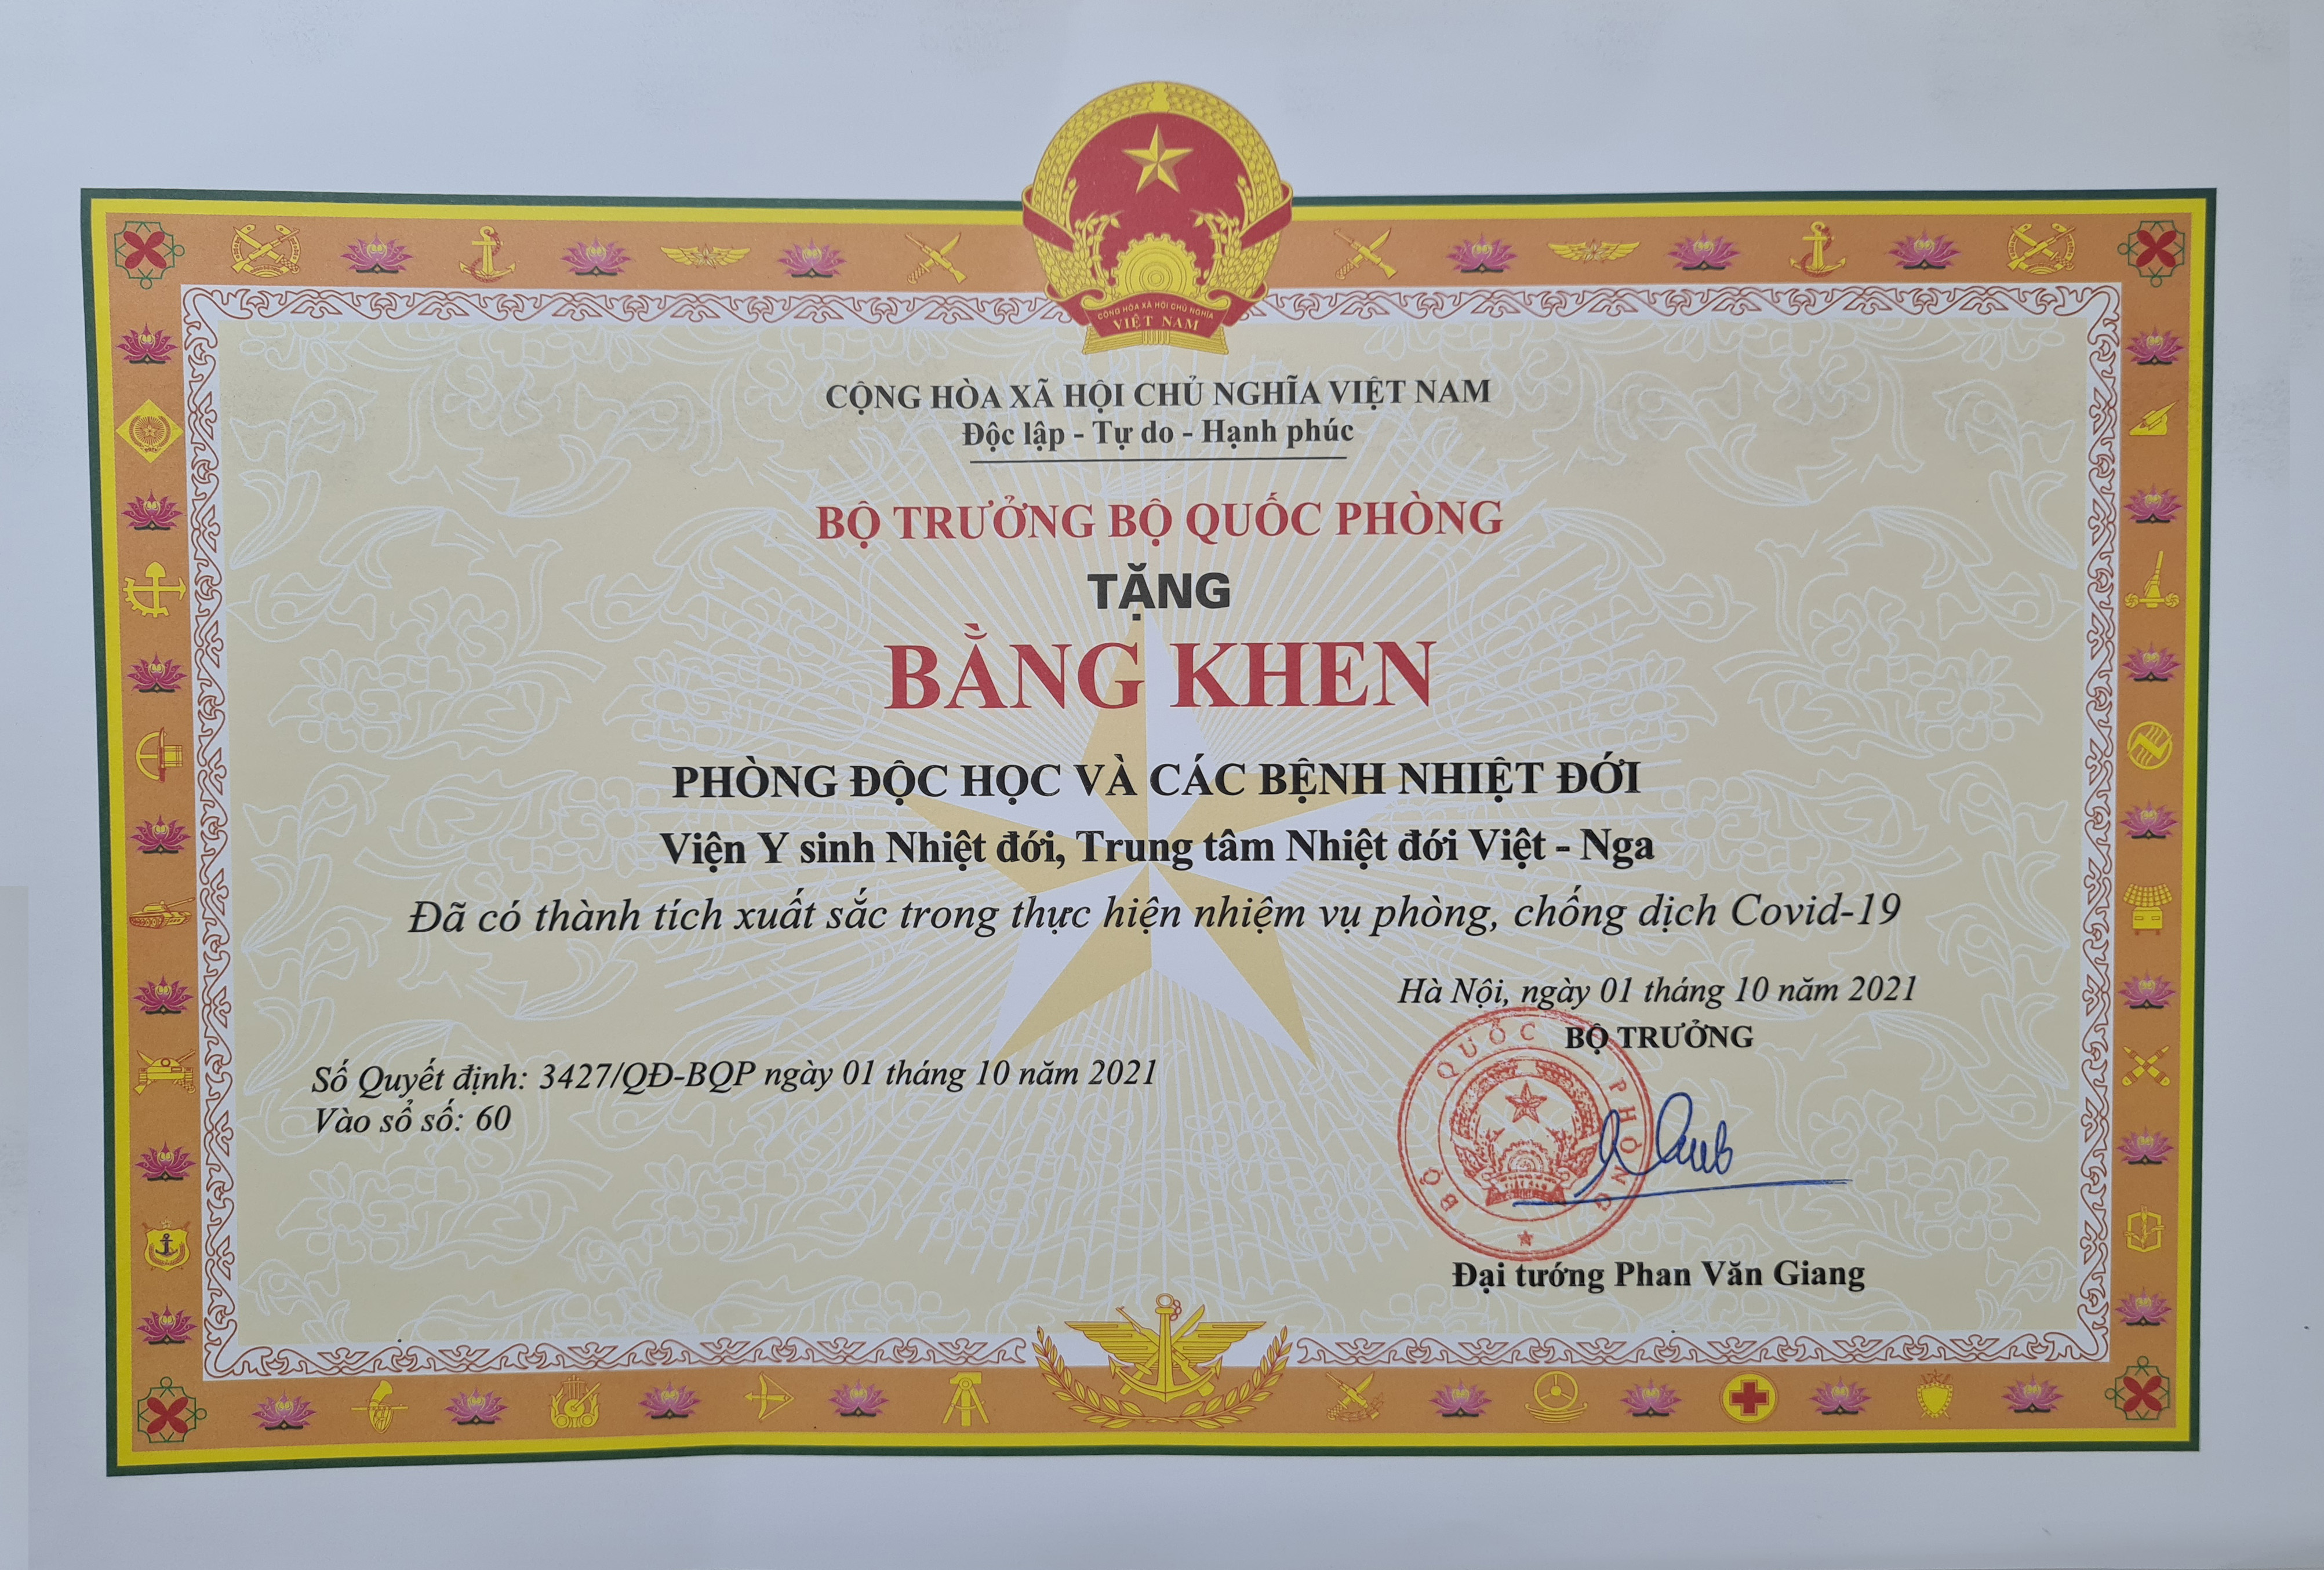 CỘNG HÒA XÃ HỘI CHỦ NGHĨA
VIỆT NAM
CỘNG HÒA XÃ HỘI CHỦ NGHĨA VIỆT NAM
Độc lập - Tự do - Hạnh phúc
BỘ TRƯỞNG BỘ QUỐC PHÒNG
TẶNG
BẰNG KHEN
PHÒNG ĐỘC HỌC VÀ CÁC BỆNH NHIỆT ĐỚI
Viện Y sinh Nhiệt đới, Trung tâm Nhiệt đới Việt - Nga
Đã có thành tích xuất sắc trong thực hiện nhiệm vụ phòng, chống dịch Covid-19
Hà Nội, ngày 01 tháng 10 năm 2021
BỘ TRƯỞNG
Số Quyết định: 3427/QĐ-BQP ngày 01 tháng 10 năm 2021
Vào sổ số: 60
BỘ QUỐC PHÒNG
Đại tướng Phan Văn Giang